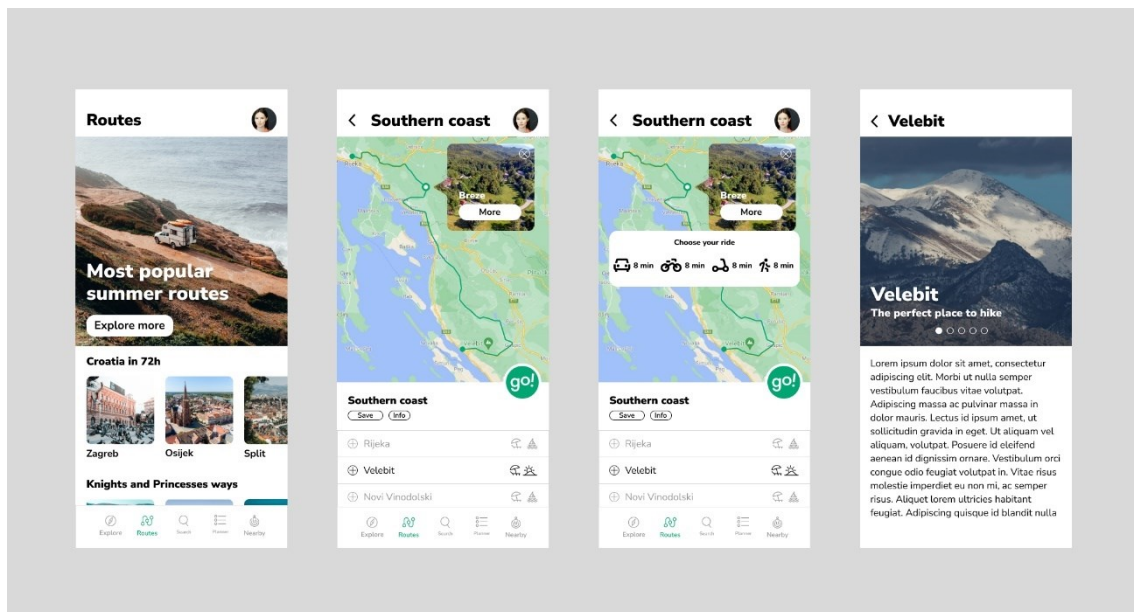 Routes
Most popular
summer routes
Explore more
Croatia in 72h
Zagreb
Osijek
Split
Knights and Princesses ways
Explore
Routes
Search
Planner
Nearby
Southern coast
Rijeka
Breze
More
go!
Southern coast
Save
Info
Rijeka
Velebit
Novi Vinodolski
Explore
Routes
Search
Planner
Nearby
Southern coast
Rijeka
Breze
More
Choose your ride
8 min
8 min
8 min
8 min
go!
Southern coast
Save
Info
Rijeka
Velebit
Novi Vinodolski
Explore
Routes
Search
Planner
Nearby
Velebit
Velebit
The perfect place to hike
Lorem ipsum dolor sit amet, consectetur
adipiscing elit. Morbi ut nulla semper
vestibulum faucibus vitae volutpat.
Adipiscing massa ac pulvinar massa in
dolor mauris. Lectus id ipsum amet, ut
sollicitudin gravida in eget. Ut aliquam vel
aliquam, volutpat. Posuere id eleifend
aenean id dignissim ornare. Vestibulum orci
congue odio feugiat volutpat in. Vitae risus
molestie imperdiet eu non mi, ac semper
risus. Aliquet lorem ultricies habitant
feugiat. Adipiscing quisque id blandit nulla